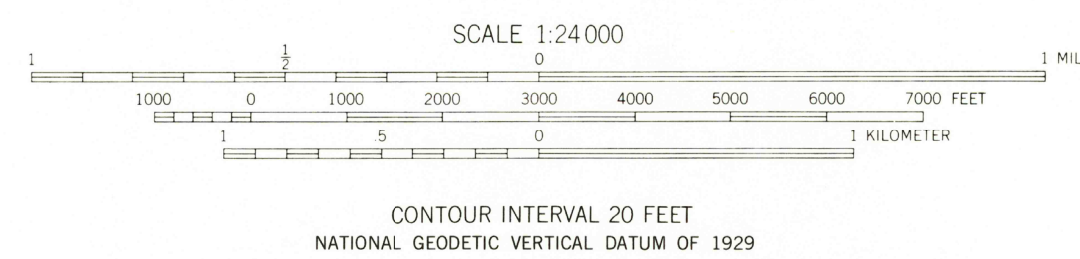 SCALE 1:24 000
1 1/2 0 1 MIL
1000 0 1000 2000 3000 4000 5000 6000 7000 FEET
1 .5 0 1 KILOMETER
CONTOUR INTERVAL 20 FEET
NATIONAL GEODETIC VERTICAL DATUM OF 1929